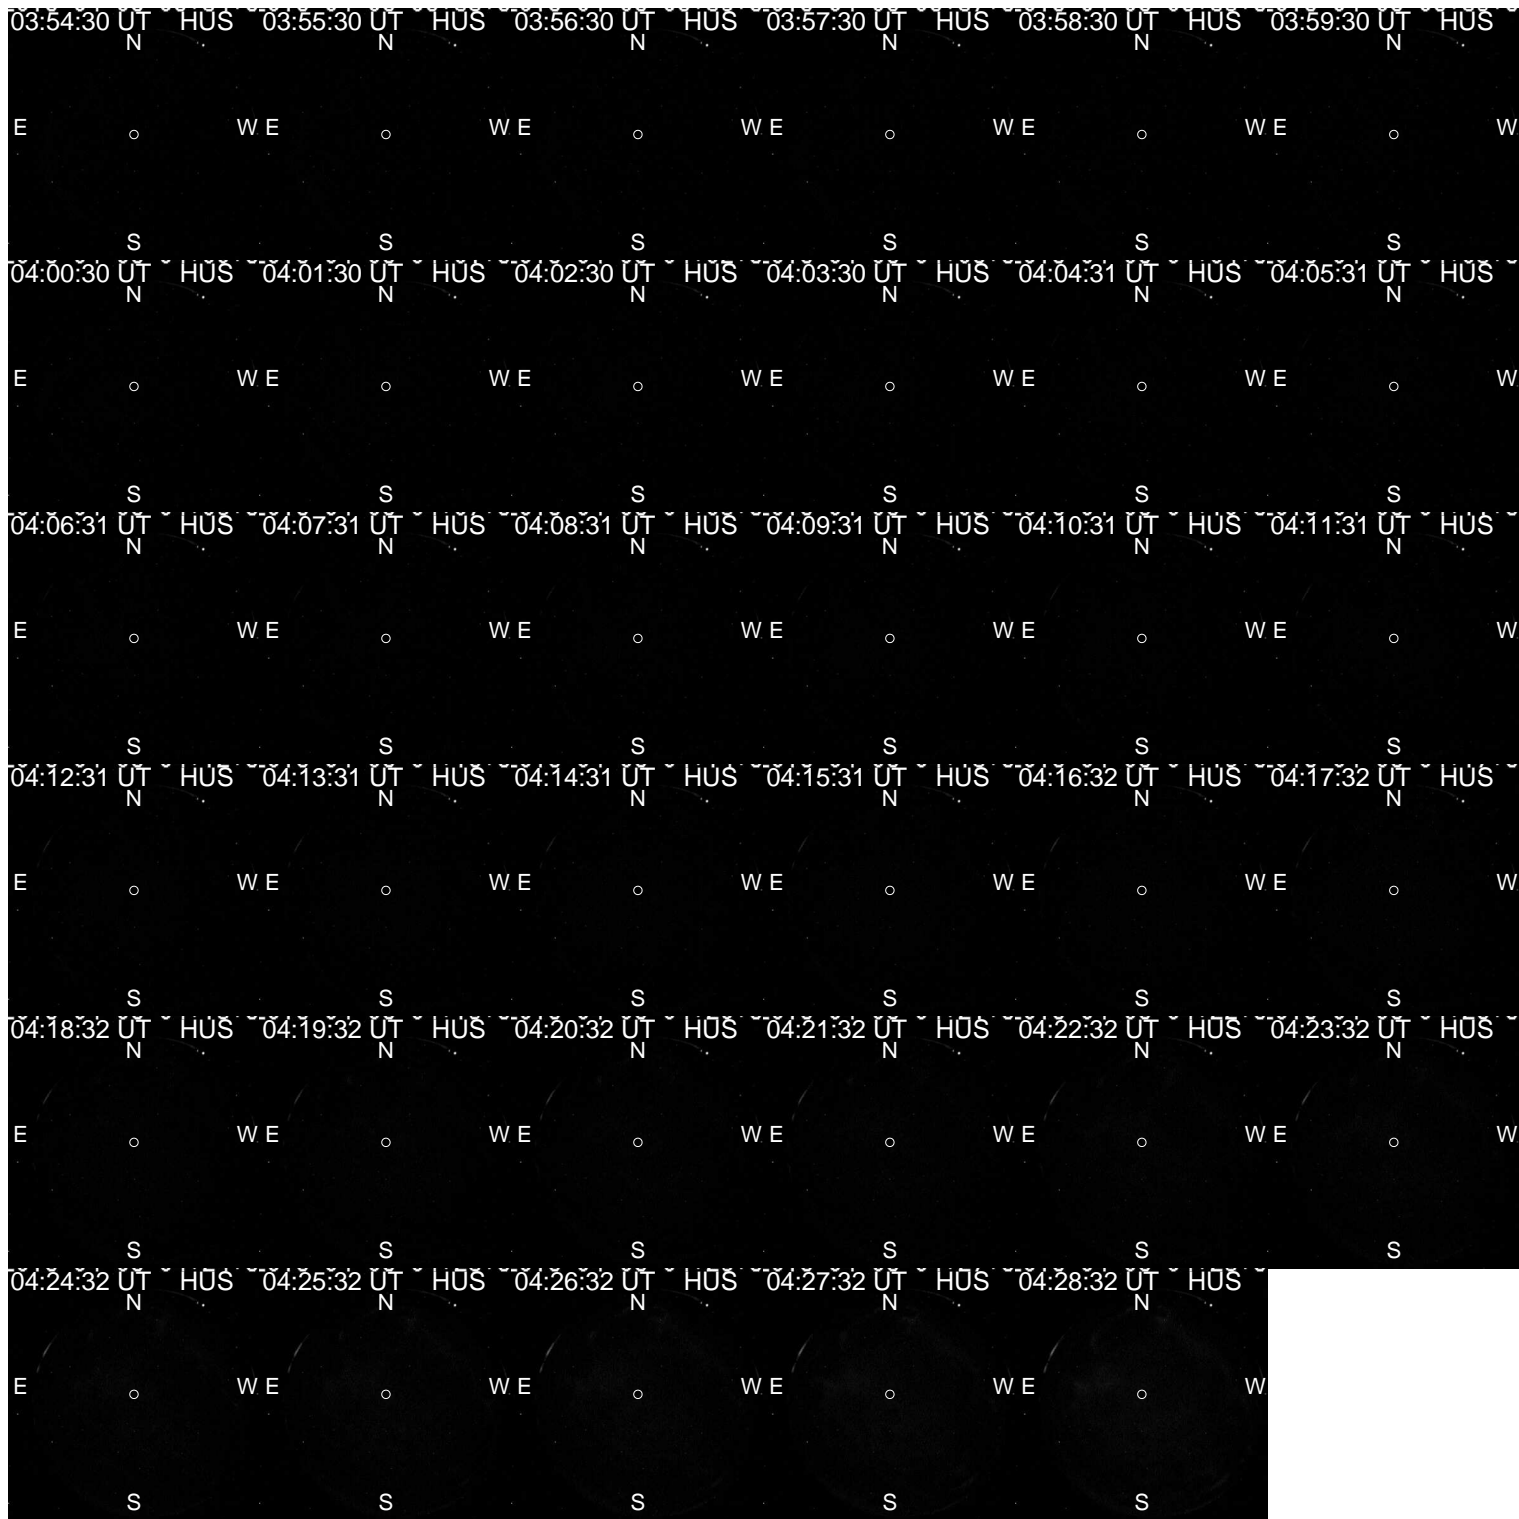 03:54:30 UT HUS 03:55:30 UT HUS 03:56:30 UT HUS 03:57:30 UT HUS 03:58:30 UT HUS 03:59:30 UT HUS
N N N N N N
E W E W E W E W E W E W
S S S S S S
04:00:30 UT HUS 04:01:30 UT HUS 04:02:30 UT HUS 04:03:30 UT HUS 04:04:31 UT HUS 04:05:31 UT HUS
N N N N N N
E W E W E W E W E W E W
S S S S S S
04:06:31 UT HUS 04:07:31 UT HUS 04:08:31 UT HUS 04:09:31 UT HUS 04:10:31 UT HUS 04:11:31 UT HUS
N N N N N N
E W E W E W E W E W E W
S S S S S S
04:12:31 UT HUS 04:13:31 UT HUS 04:14:31 UT HUS 04:15:31 UT HUS 04:16:32 UT HUS 04:17:32 UT HUS
N N N N N N
E W E W E W E W E W E W
S S S S S S
04:18:32 UT HUS 04:19:32 UT HUS 04:20:32 UT HUS 04:21:32 UT HUS 04:22:32 UT HUS 04:23:32 UT HUS
N N N N N N
E W E W E W E W E W E W
S S S S S S
04:24:32 UT HUS 04:25:32 UT HUS 04:26:32 UT HUS 04:27:32 UT HUS 04:28:32 UT HUS
N N N N N
E W E W E W E W E W
S S S S S